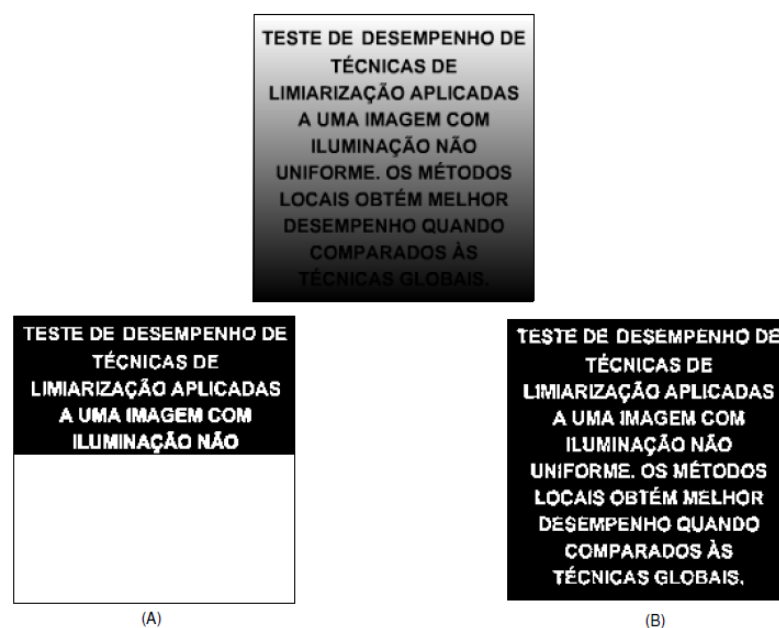 TESTE DE DESEMPENHO DE
TÉCNICAS DE
LIMIARIZAÇÃO APLICADAS
A UMA IMAGEM COM
ILUMINAÇÃO NÃO
UNIFORME. OS MÉTODOS
LOCAIS OBTÉM MELHOR
DESEMPENHO QUANDO
COMPARADOS ÀS
TÉCNICAS GLOBAIS.
TESTE DE DESEMPENHO DE
TÉCNICAS DE
LIMIARIZAÇÃO APLICADAS
A UMA IMAGEM COM
ILUMINAÇÃO NÃO
(A)
TESTE DE DESEMPENHO DE
TÉCNICAS DE
LIMIARIZAÇÃO APLICADAS
A UMA IMAGEM COM
ILUMINAÇÃO NÃO
UNIFORME. OS MÉTODOS
LOCAIS OBTÉM MELHOR
DESEMPENHO QUANDO
COMPARADOS ÀS
TÉCNICAS GLOBAIS.
(B)